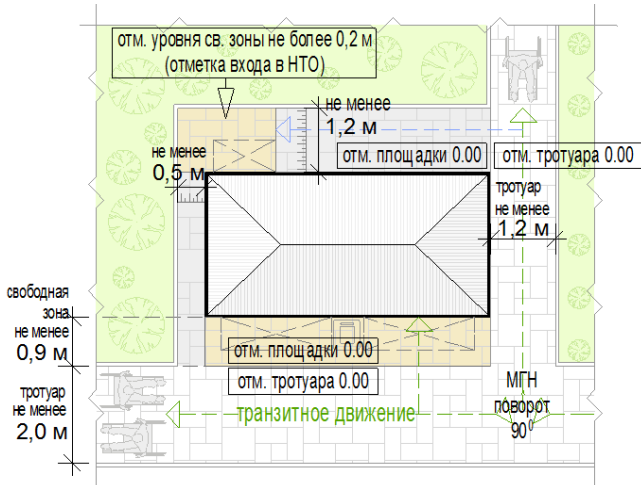 отм. уровня св. зоны не более 0,2 м
(отметка входа в НТО)
не менее
1,2 м
не менее
0,5 м
отм. площадки 0.00
отм. тротуара 0.00
тротуар
не менее
1,2 м
свободная
зона
не менее
0,9 м
отм. площадки 0.00
отм. тротуара 0.00
тротуар
не менее
2,0 м
транзитное движение
МГН
поворот
90⁰